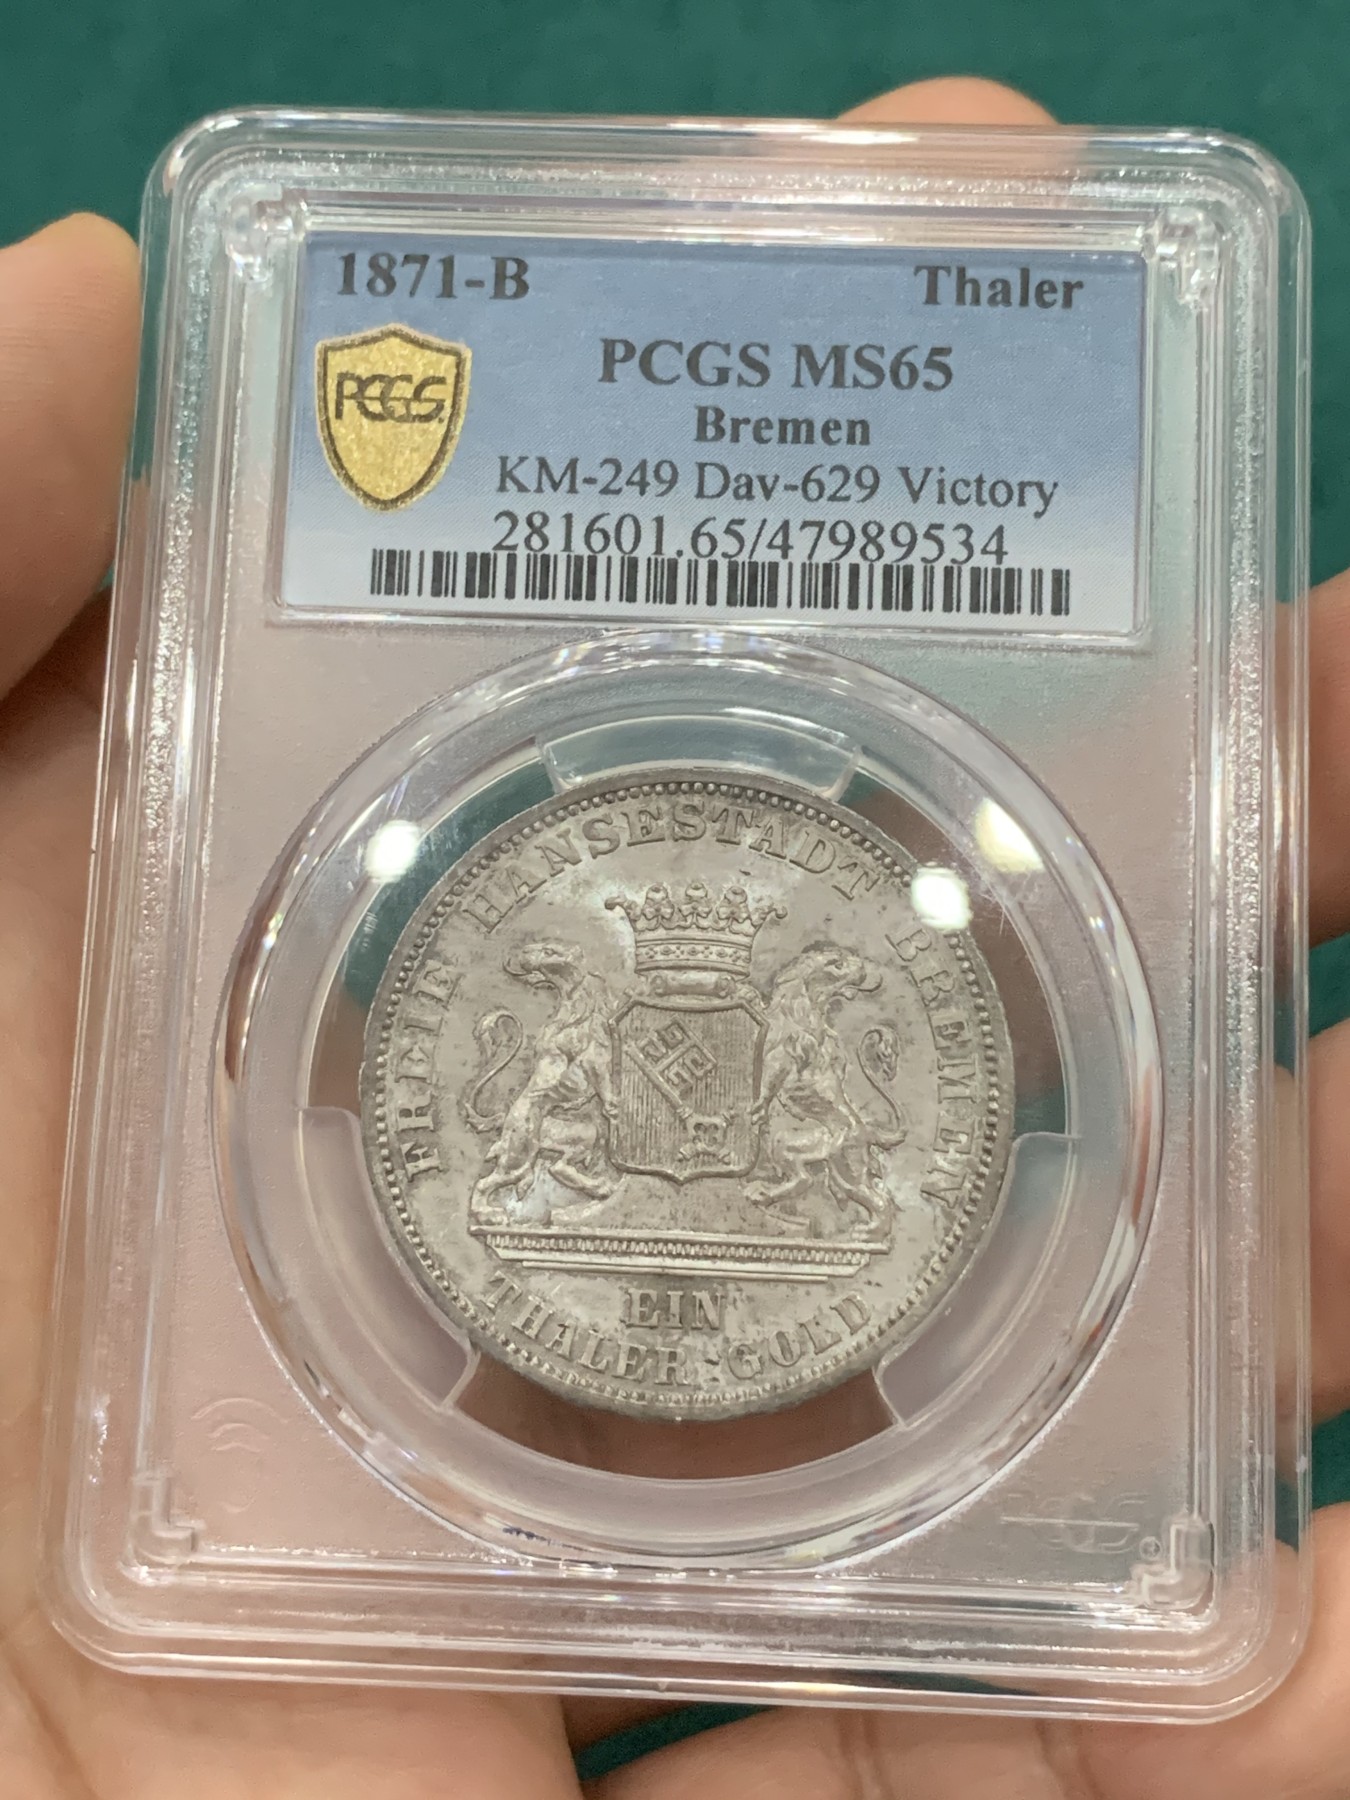 1871-B Thaler
PCGS MS65
PCGS
Bremen
KM-249 Dav-629 Victory
281601.65/47989534
FREIE HANSESTADT BREMEN
EIN
THALER GOLD
PCGS